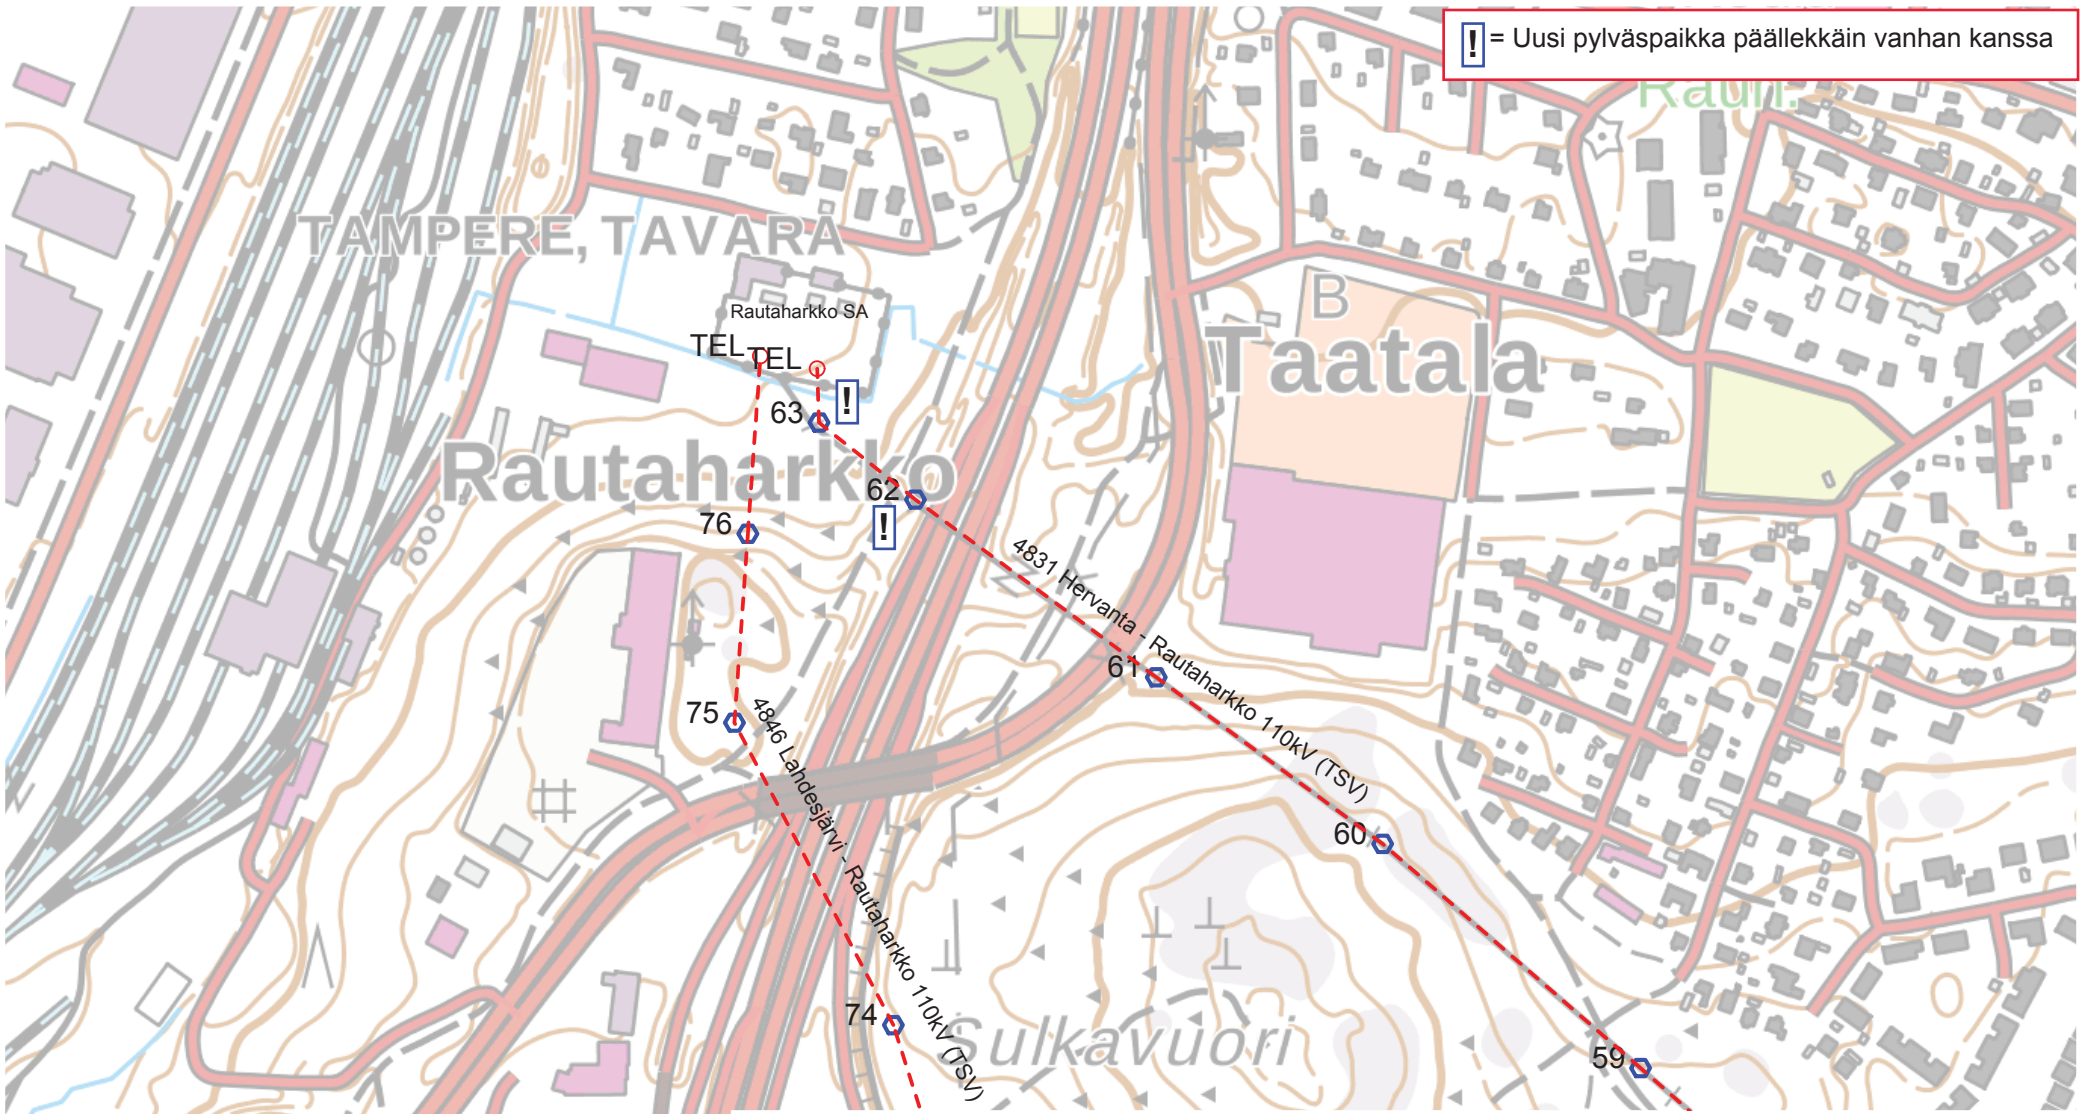 ! = Uusi pylväspaikka päällekkäin vanhan kanssa
Raun.
TAMPERE, TAVARA
B
Rautaharkko SA
TEL
TEL
Taatala
63
!
Rautaharkko
62
!
76
4831 Hervanta - Rautaharkko 110kV (TSV)
61
75
4846 Lahdesjärvi - Rautaharkko 110kV (TSV)
60
74
Sulkavuori
59